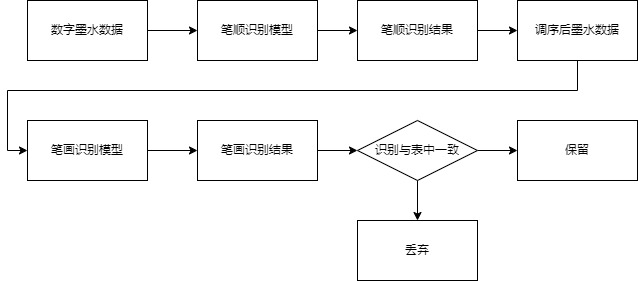 数字墨水数据
笔顺识别模型
笔顺识别结果
调序后墨水数据
笔画识别模型
笔画识别结果
识别与表中一致
保留
丢弃